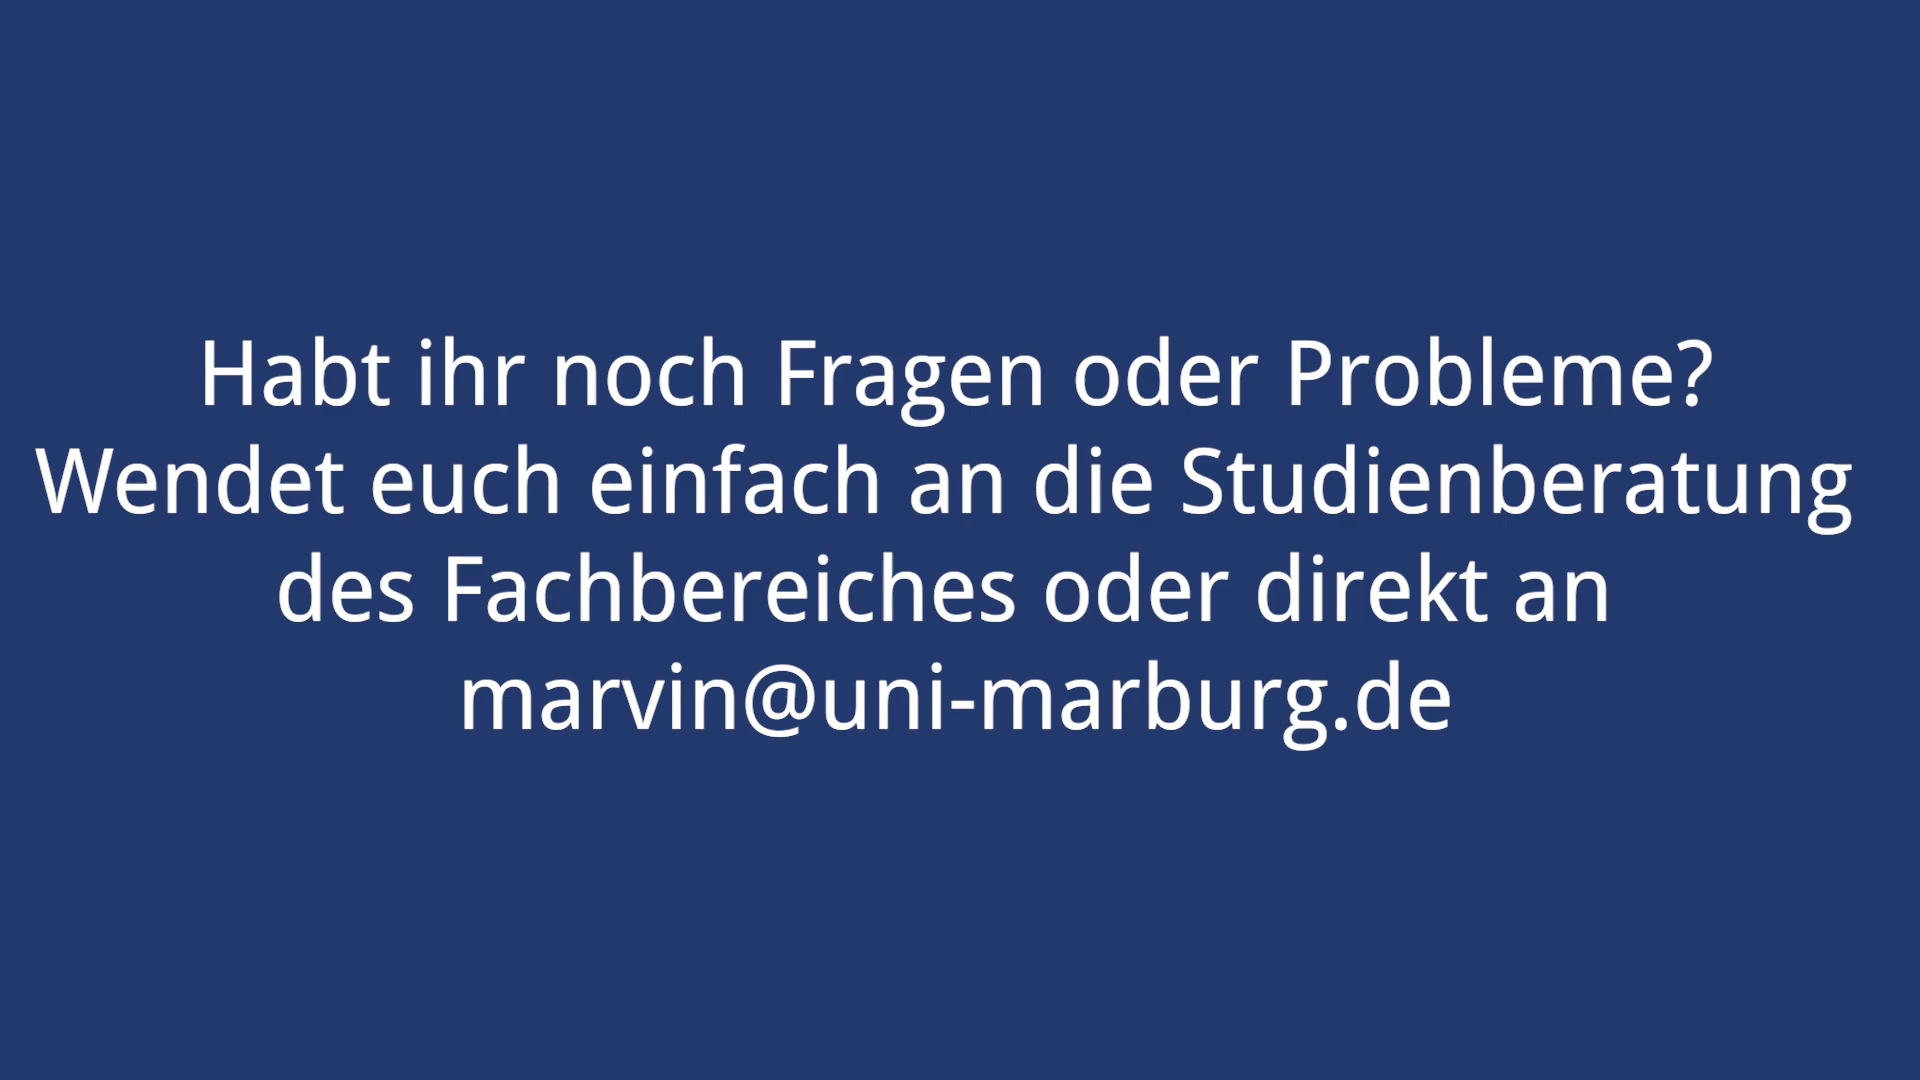 Habt ihr noch Fragen oder Probleme?
Wendet euch einfach an die Studienberatung
des Fachbereiches oder direkt an
marvin@uni-marburg.de